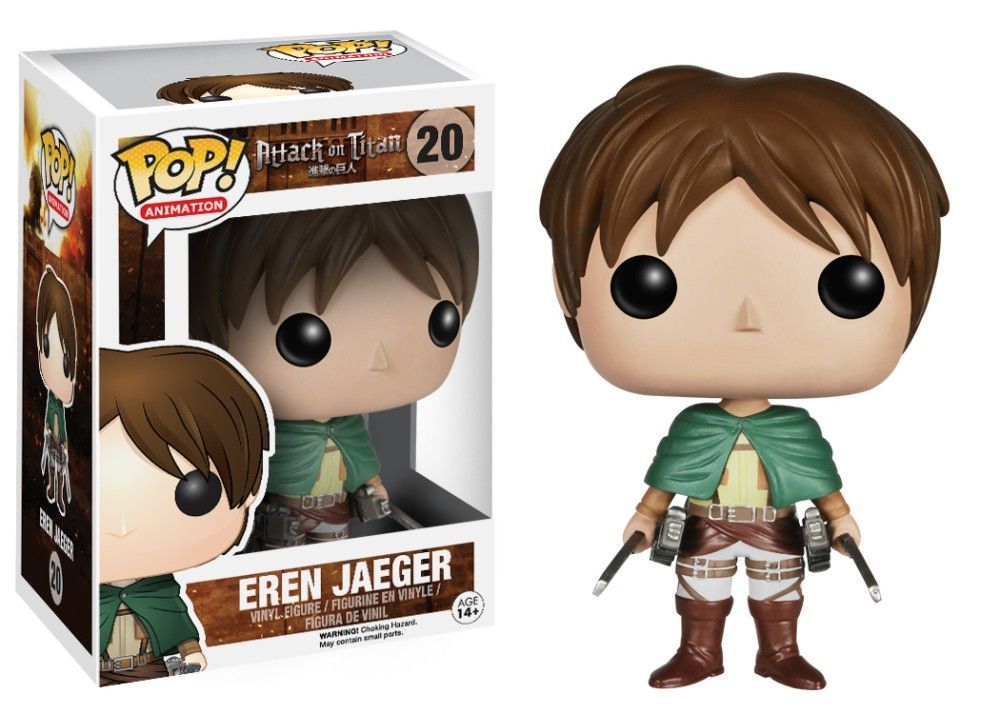 POP!
ANIMATION
Attack on Titan
進撃の巨人
20
POP!
ANIMATION
POP!
ANIMATION
EREN JAEGER
20
EREN JAEGER
VINYL FIGURE / FIGURINE EN VINYLE /
FIGURA DE VINIL
WARNING! Choking Hazard.
May contain small parts.
AGE
14+